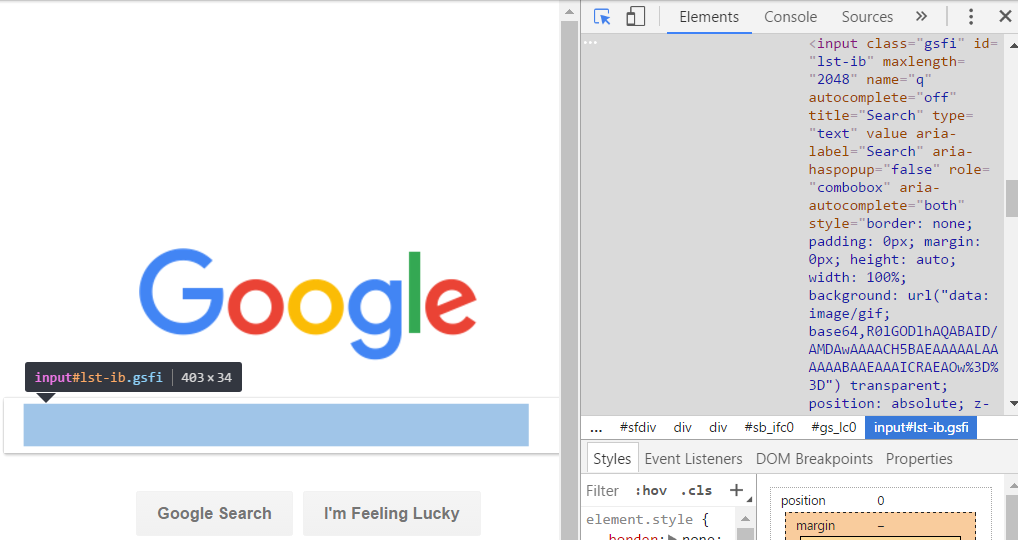 Google
input#lst-ib.gsfi 403 × 34
Google Search I'm Feeling Lucky
Elements Console Sources »
...
<input class="gsfi" id=
"lst-ib" maxlength=
"2048" name="q"
autocomplete="off"
title="Search" type=
"text" value aria-
label="Search" aria-
haspopup="false" role=
"combobox" aria-
autocomplete="both"
style="border: none;
padding: 0px; margin:
0px; height: auto;
width: 100%;
background: url("data:
image/gif;
base64,R0lGODlhAQABAID/
AMDAwAAAACH5BAEAAAAALAA
AAAABAAEAAAICRAEAOw%3D%
3D") transparent;
position: absolute; z-
... #sfdiv div div #sb_ifc0 #gs_lc0 input#lst-ib.gsfi
Styles Event Listeners DOM Breakpoints Properties
Filter :hov .cls +
element.style {
border: none;
position 0
margin –